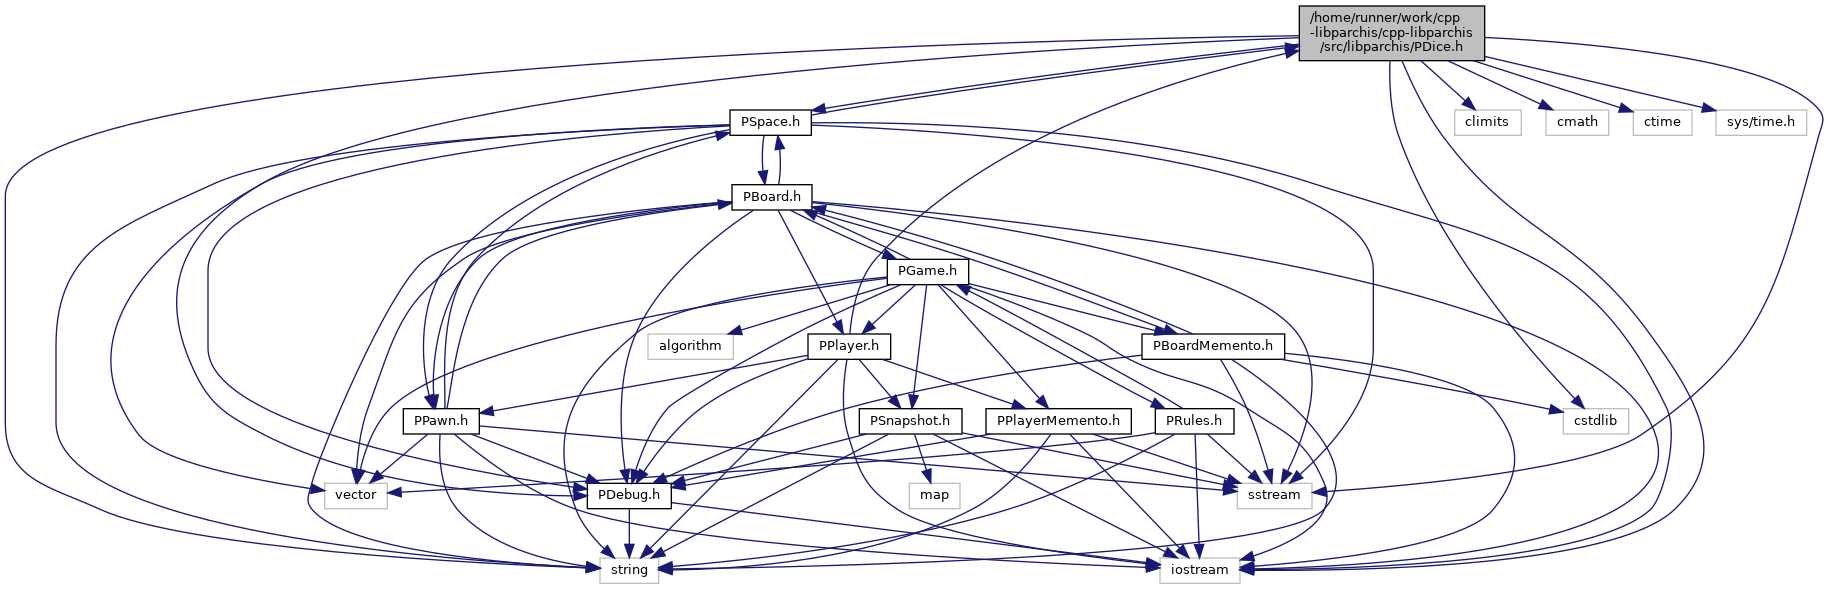 /home/runner/work/cpp
-libparchis/cpp-libparchis
/src/libparchis/PDice.h
PSpace.h
climits
cmath
ctime
sys/time.h
PBoard.h
PGame.h
algorithm
PPlayer.h
PBoardMemento.h
PPawn.h
PSnapshot.h
PPlayerMemento.h
PRules.h
cstdlib
vector
PDebug.h
map
sstream
string
iostream